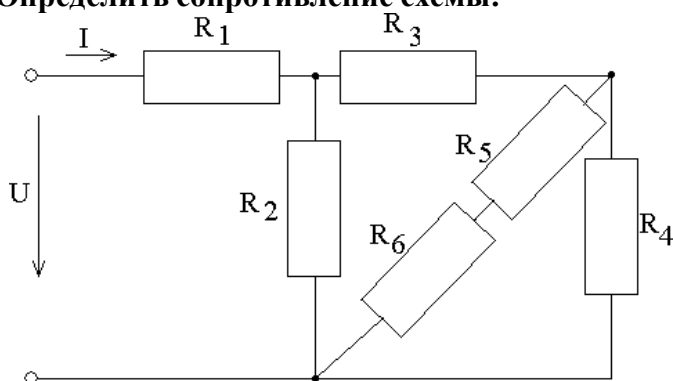 Определить сопротивление схемы.
I
R1
R3
R5
U
R2
R6
R4